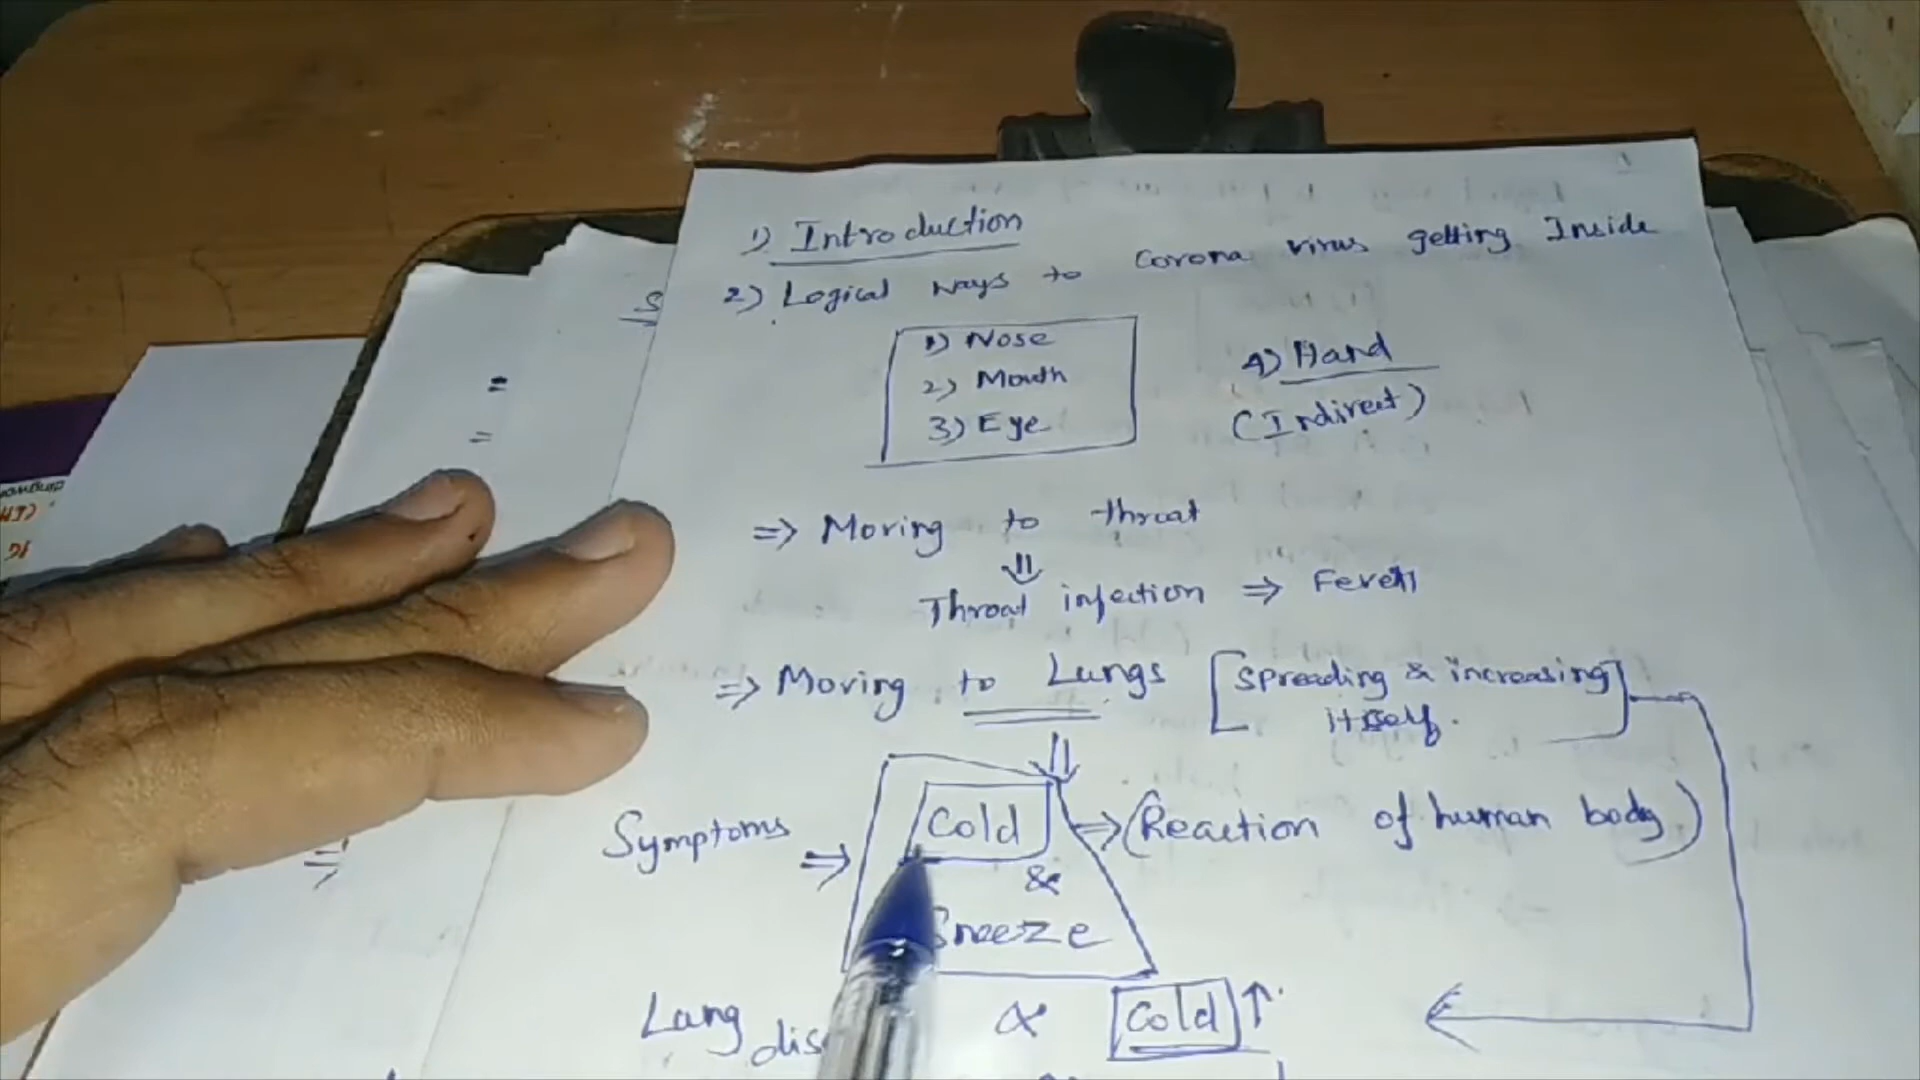 1) Introduction
2) Logical ways to corona virus getting Inside
1) Nose
2) Mouth
3) Eye
4) Hand
(Indirect)
⇒ Moving to throat
⇓
Throat infection ⇒ Fever
⇒ Moving to Lungs [Spreading & increasing
itself.]
⇓
Symptoms ⇒ Cold ⇒ (Reaction of human body)
&
Sneeze
Lung ∝ Cold ↑